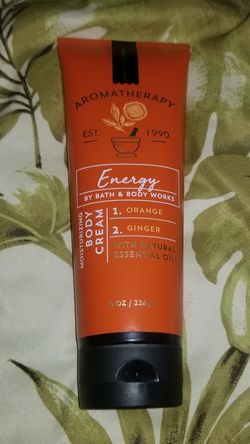 AROMATHERAPY
EST. 1990
Energy
BY BATH & BODY WORKS
MOISTURIZING
BODY
CREAM
1. ORANGE
2. GINGER
WITH NATURAL
ESSENTIAL OILS
OZ / 226g